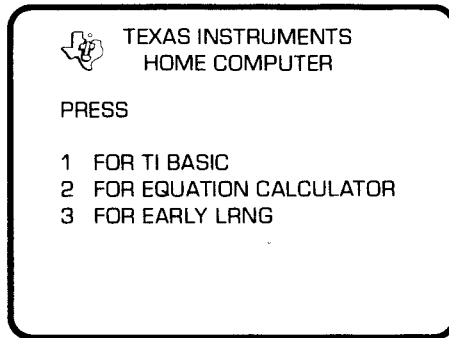 TEXAS INSTRUMENTS
HOME COMPUTER
PRESS
1 FOR TI BASIC
2 FOR EQUATION CALCULATOR
3 FOR EARLY LRNG